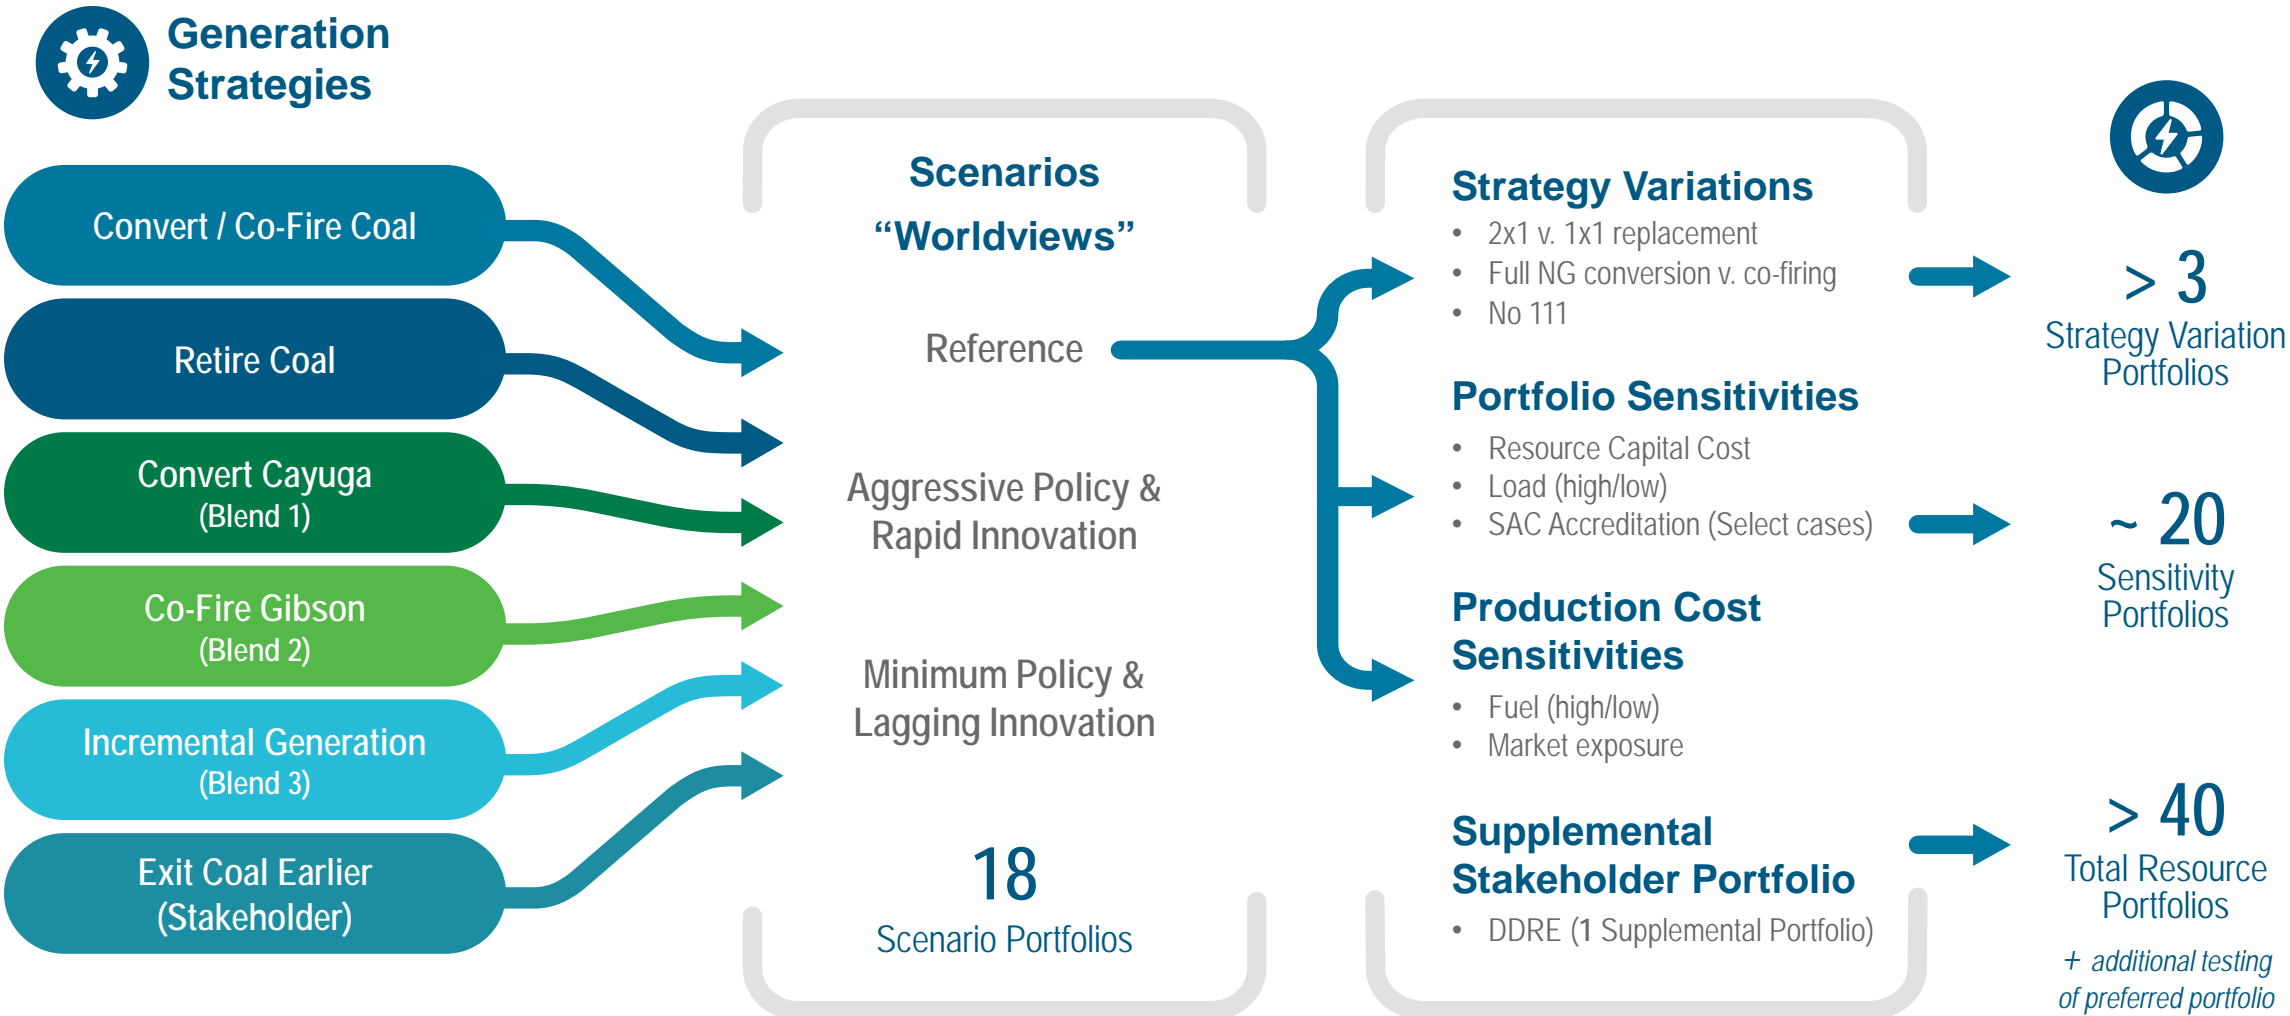 Generation
Strategies
Convert / Co-Fire Coal
Retire Coal
Convert Cayuga
(Blend 1)
Co-Fire Gibson
(Blend 2)
Incremental Generation
(Blend 3)
Exit Coal Earlier
(Stakeholder)
Scenarios
“Worldviews”
Reference
Aggressive Policy &
Rapid Innovation
Minimum Policy &
Lagging Innovation
18
Scenario Portfolios
Strategy Variations
• 2x1 v. 1x1 replacement
• Full NG conversion v. co-firing
• No 111
Portfolio Sensitivities
• Resource Capital Cost
• Load (high/low)
• SAC Accreditation (Select cases)
Production Cost
Sensitivities
• Fuel (high/low)
• Market exposure
Supplemental
Stakeholder Portfolio
• DDRE (1 Supplemental Portfolio)
> 3
Strategy Variation
Portfolios
~ 20
Sensitivity
Portfolios
> 40
Total Resource
Portfolios
+ additional testing
of preferred portfolio